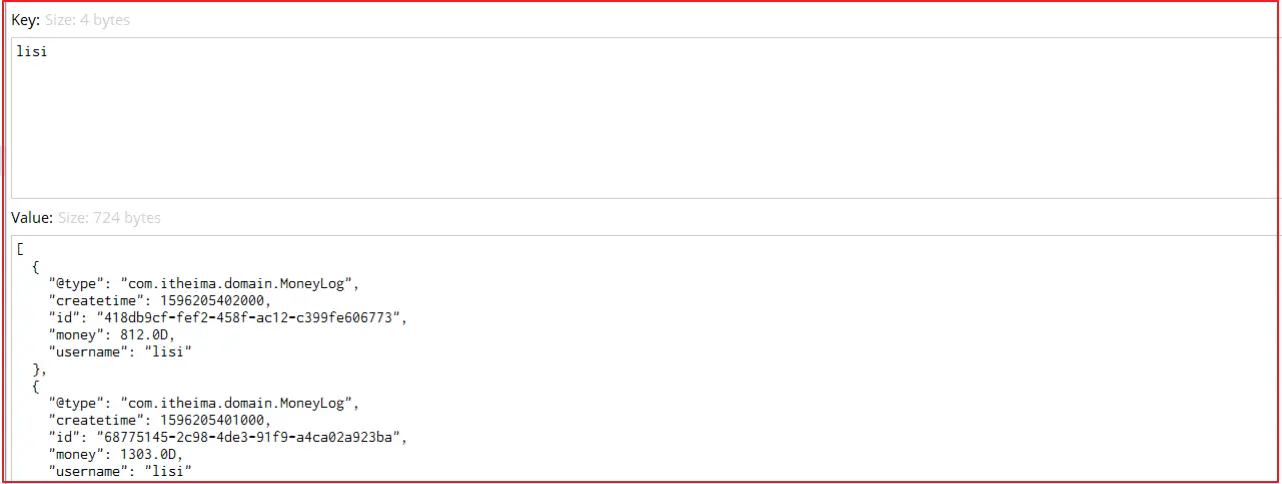 Key: Size: 4 bytes
lisi
Value: Size: 724 bytes
[
  {
    "@type": "com.itheima.domain.MoneyLog",
    "createtime": 1596205402000,
    "id": "418db9cf-fef2-458f-ac12-c399fe606773",
    "money": 812.0D,
    "username": "lisi"
  },
  {
    "@type": "com.itheima.domain.MoneyLog",
    "createtime": 1596205401000,
    "id": "68775145-2c98-4de3-91f9-a4ca02a923ba",
    "money": 1303.0D,
    "username": "lisi"